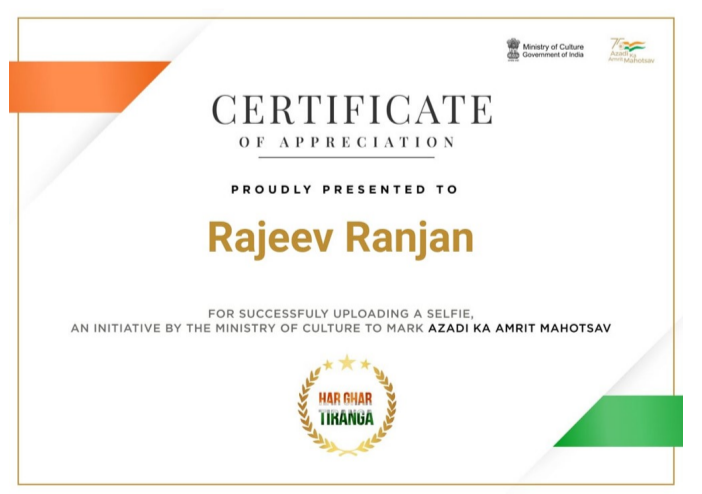 Ministry of Culture
Government of India
Azadi Ka
Amrit Mahotsav
CERTIFICATE
OF APPRECIATION
PROUDLY PRESENTED TO
Rajeev Ranjan
FOR SUCCESSFULY UPLOADING A SELFIE,
AN INITIATIVE BY THE MINISTRY OF CULTURE TO MARK AZADI KA AMRIT MAHOTSAV
HAR GHAR
TIRANGA